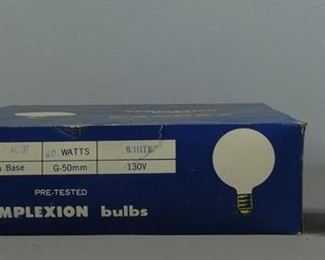 40 WATTS WHITE
Base G-50mm 130V
PRE-TESTED
MPLEXION bulbs